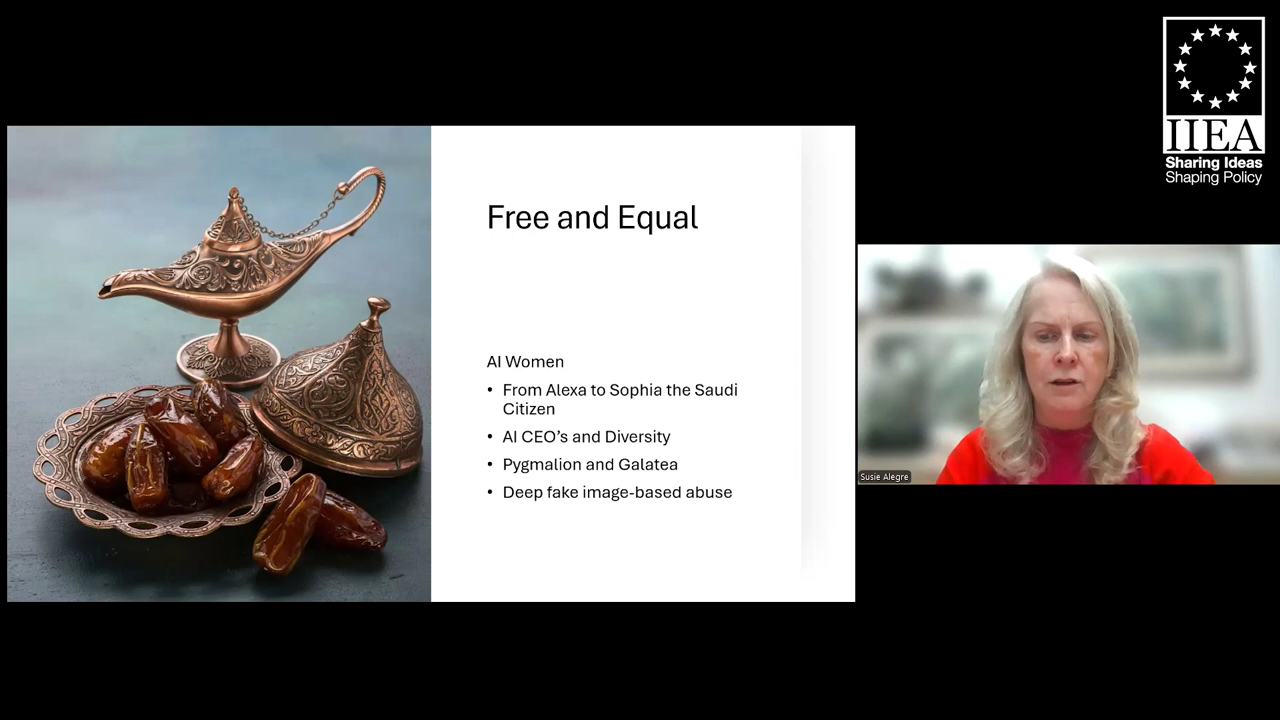 IIEA
Sharing Ideas
Shaping Policy
Free and Equal
AI Women
• From Alexa to Sophia the Saudi
Citizen
• AI CEO’s and Diversity
• Pygmalion and Galatea
• Deep fake image-based abuse
Susie Alegre